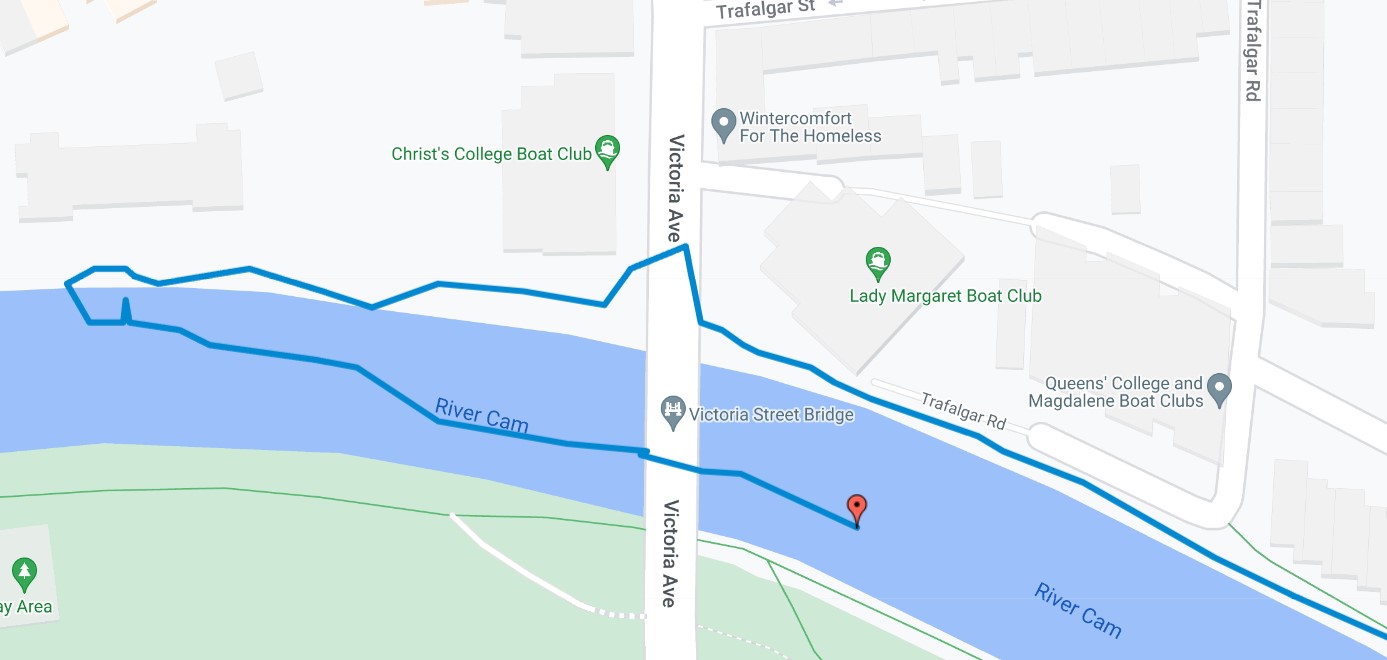 Trafalgar St
Trafalgar Rd
Wintercomfort
For The Homeless
Christ's College Boat Club
Victoria Ave
Lady Margaret Boat Club
Queens' College and
Magdalene Boat Clubs
Trafalgar Rd
River Cam
Victoria Street Bridge
Victoria Ave
ay Area
River Cam